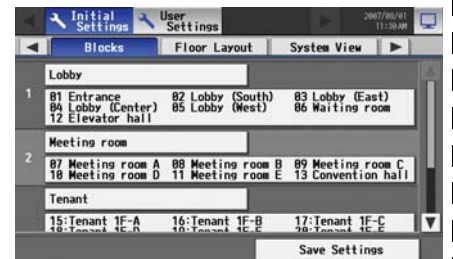 Initial Settings
User Settings
2007/08/01
11:30 AM
Blocks
Floor Layout
System View
Lobby
1
01 Entrance 02 Lobby (South) 03 Lobby (East)
04 Lobby (Center) 05 Lobby (West) 06 Waiting room
12 Elevator hall
Meeting room
2
07 Meeting room A 08 Meeting room B 09 Meeting room C
10 Meeting room D 11 Meeting room E 13 Convention hall
Tenant
15:Tenant 1F-A 16:Tenant 1F-B 17:Tenant 1F-C
Save Settings